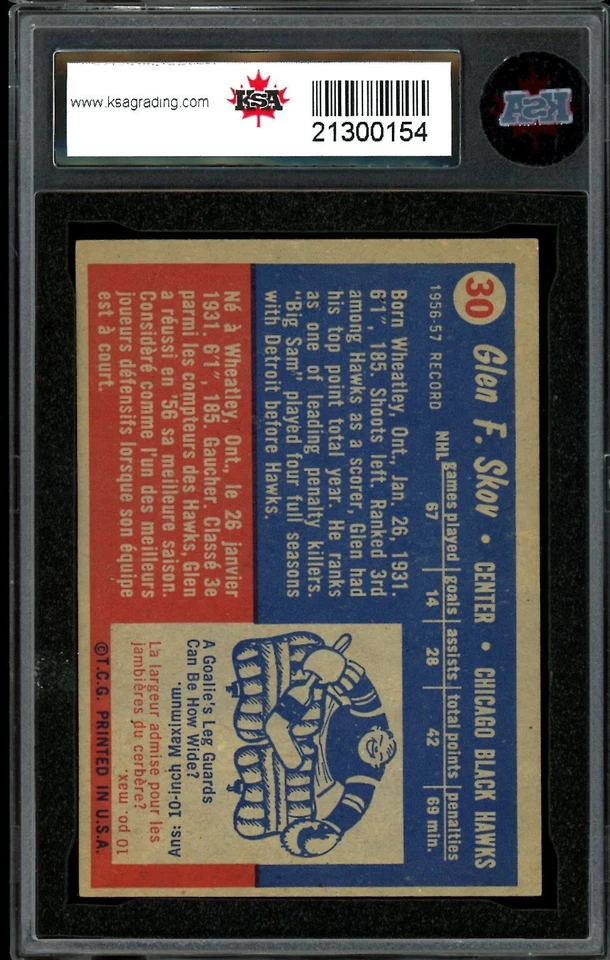 www.ksagrading.com
KSA
21300154
KSA
30 Glen F. Skov • CENTER • CHICAGO BLACK HAWKS
games played goals assists total points penalties
1956-57 RECORD NHL 67 14 28 42 69 min.
Born Wheatley, Ont., Jan. 26, 1931.
6'1", 185. Shoots left. Ranked 3rd
among Hawks as a scorer, Glen had
his top point total year. He ranks
as one of leading penalty killers.
"Big Sam" played four full seasons
with Detroit before Hawks.
Né à Wheatley, Ont., le 26 janvier
1931. 6'1", 185. Gaucher. Classé 3e
parmi les compteurs des Hawks, Glen
a réussi en '56 sa meilleure saison.
Considéré comme l'un des meilleurs
joueurs défensifs lorsque son équipe
est à court.
A Goalie's Leg Guards
Can Be How Wide?
Ans: 10-Inch Maximum.
La largeur admise pour les
jambières du cerbère?
10 po. max.
©T.C.G. PRINTED IN U.S.A.